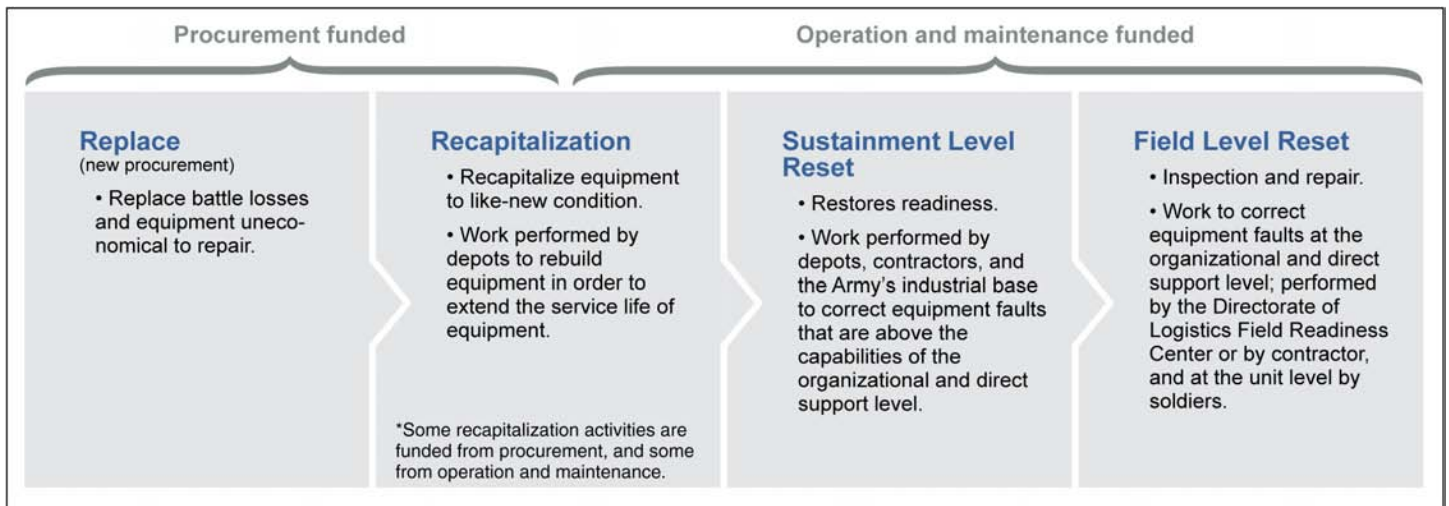 Procurement funded
Operation and maintenance funded
Replace
(new procurement)
• Replace battle losses
and equipment uneco-
nomical to repair.
Recapitalization
• Recapitalize equipment
to like-new condition.
• Work performed by
depots to rebuild
equipment in order to
extend the service life of
equipment.
*Some recapitalization activities are
funded from procurement, and some
from operation and maintenance.
Sustainment Level
Reset
• Restores readiness.
• Work performed by
depots, contractors, and
the Army’s industrial base
to correct equipment faults
that are above the
capabilities of the
organizational and direct
support level.
Field Level Reset
• Inspection and repair.
• Work to correct
equipment faults at the
organizational and direct
support level; performed
by the Directorate of
Logistics Field Readiness
Center or by contractor,
and at the unit level by
soldiers.